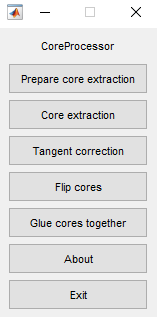 CoreProcessor
Prepare core extraction
Core extraction
Tangent correction
Flip cores
Glue cores together
About
Exit